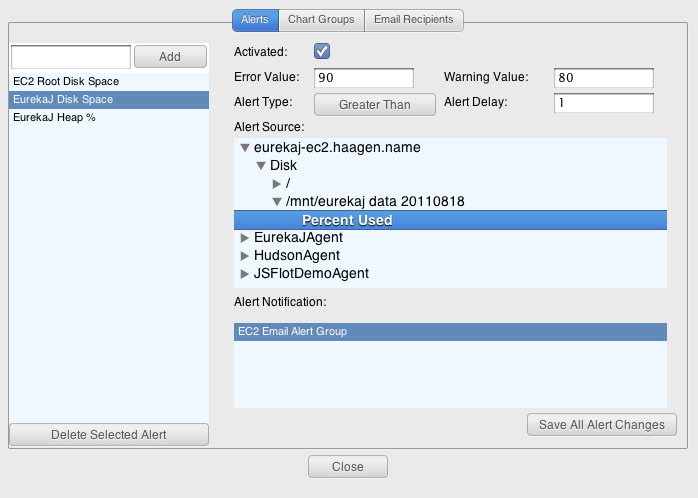 Alerts
Chart Groups
Email Recipients
Add
EC2 Root Disk Space
EurekaJ Disk Space
EurekaJ Heap %
Delete Selected Alert
Activated:
Error Value:
90
Warning Value:
80
Alert Type:
Greater Than
Alert Delay:
1
Alert Source:
eurekaj-ec2.haagen.name
Disk
/
/mnt/eurekaj data 20110818
Percent Used
EurekaJAgent
HudsonAgent
JSFlotDemoAgent
Alert Notification:
EC2 Email Alert Group
Save All Alert Changes
Close